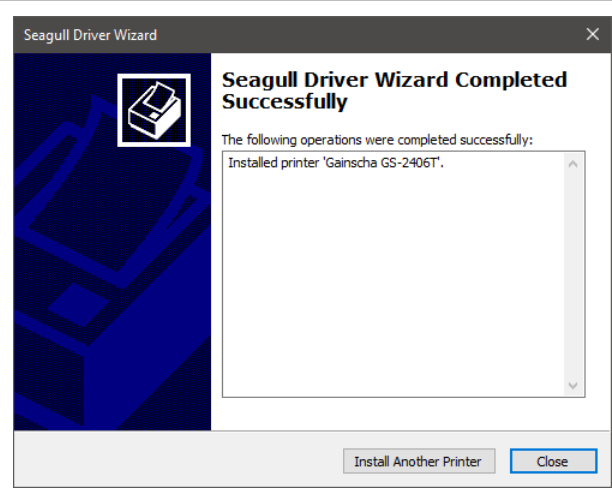 Seagull Driver Wizard
Seagull Driver Wizard Completed
Successfully
The following operations were completed successfully:
Installed printer 'Gainscha GS-2406T'.
Install Another Printer
Close